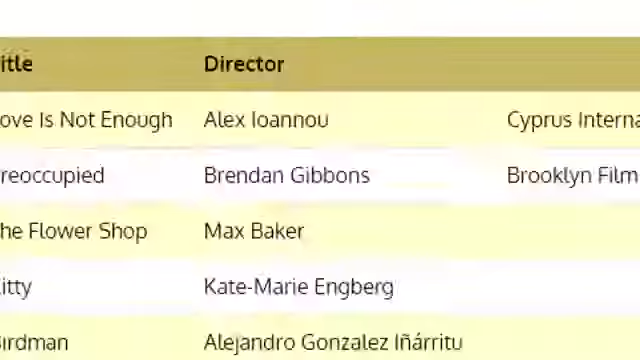 itle Director
ove Is Not Enough Alex Ioannou Cyprus Interna
reoccupied Brendan Gibbons Brooklyn Film
he Flower Shop Max Baker
itty Kate-Marie Engberg
irdman Alejandro Gonzalez Iñárritu